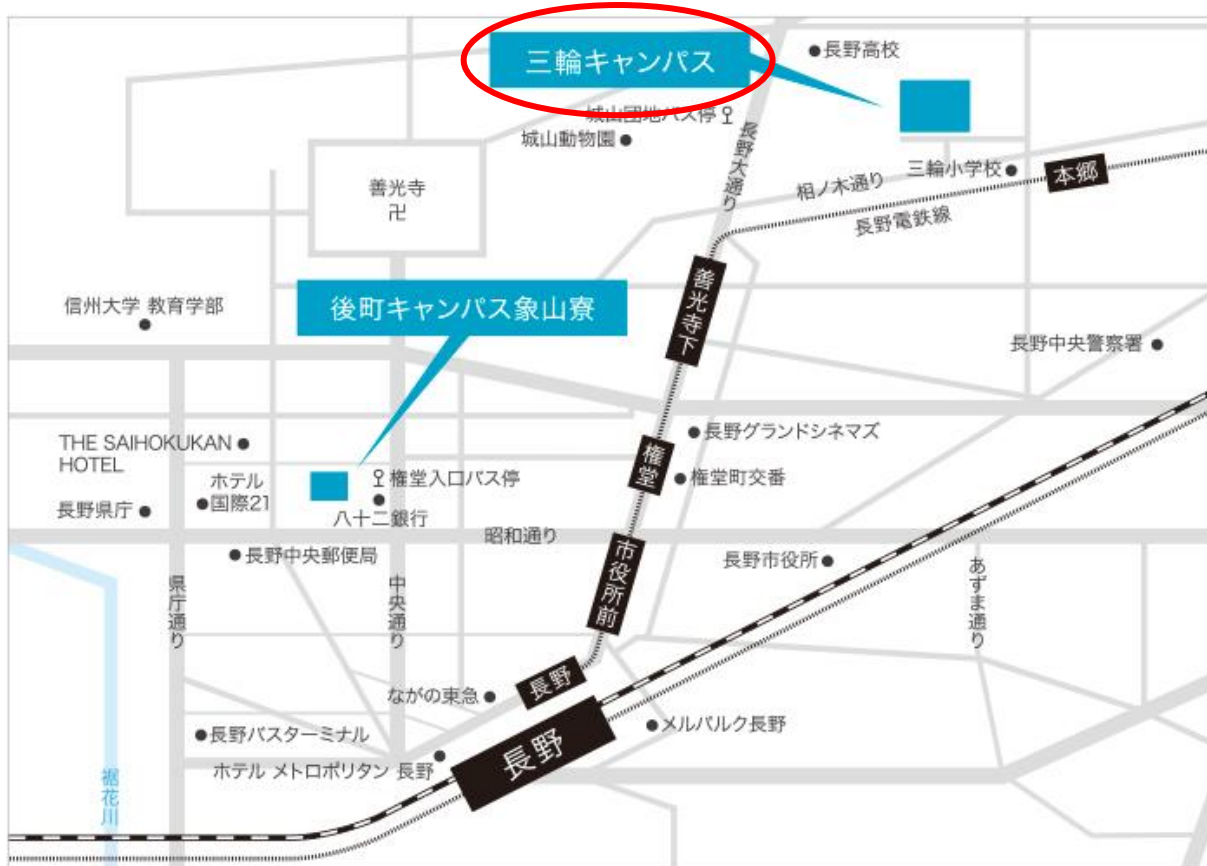 三輪キャンパス
長野高校
城山団地バス停
城山動物園
長野大通り
三輪小学校
本郷
相ノ木通り
長野電鉄線
善光寺
卍
善光寺下
信州大学 教育学部
後町キャンパス象山寮
長野中央警察署
THE SAIHOKUKAN
HOTEL
長野グランドシネマズ
権堂
権堂町交番
ホテル
国際21
権堂入口バス停
長野県庁
八十二銀行
昭和通り
長野中央郵便局
市役所前
長野市役所
県庁通り
中央通り
あずま通り
長野
ながの東急
メルパルク長野
長野バスターミナル
長野
ホテル メトロポリタン 長野
裾花川